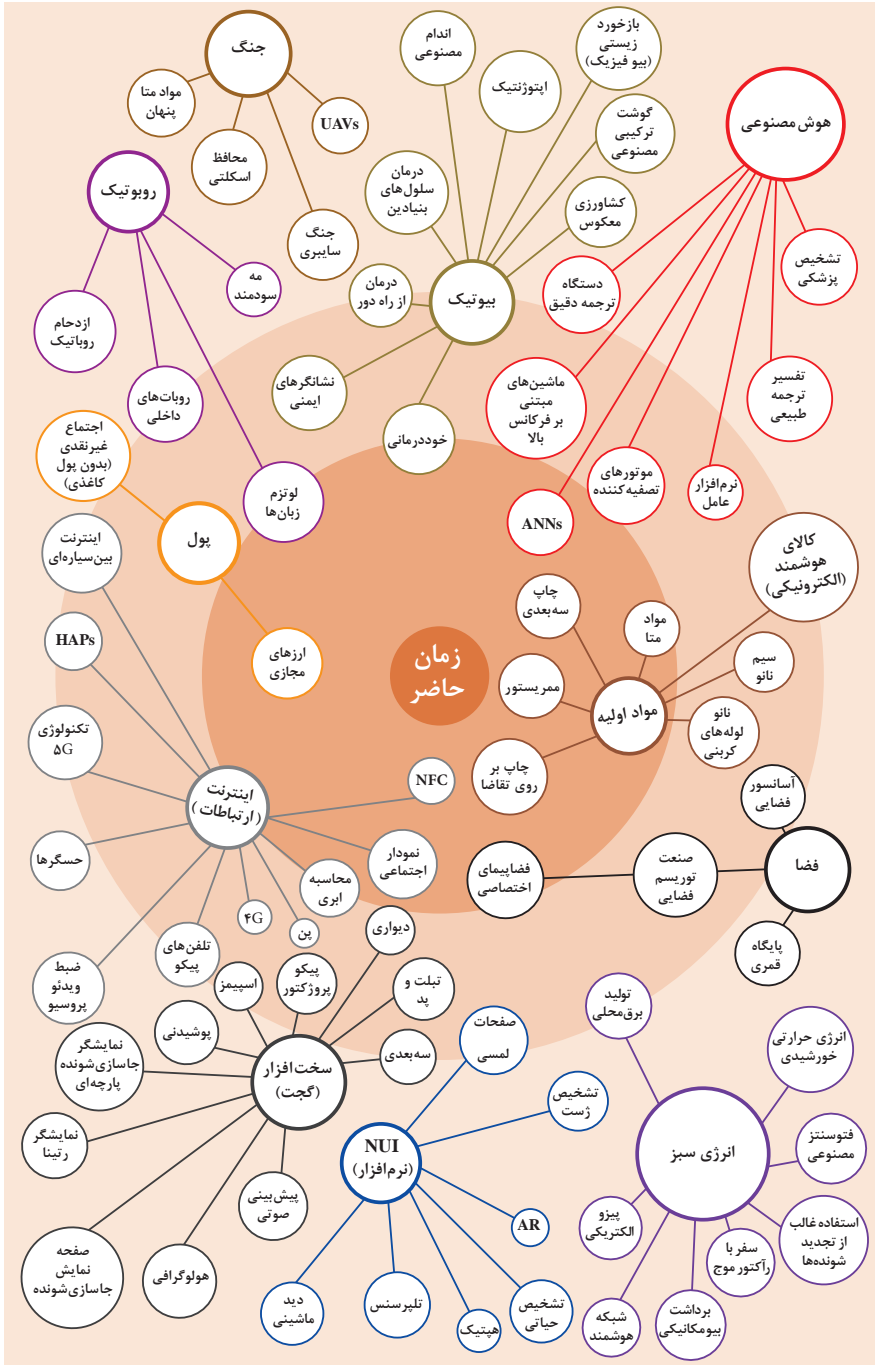 جنگ
مواد متا
پنهان
محافظ
اسکلتی
UAVs
جنگ
سایبری
روبوتیک
مه
سودمند
ازدحام
روباتیک
روبات‌های
داخلی
لوتزم
زبان‌ها
اندام
مصنوعی
بازخورد
زیستی
(بیو فیزیک)
اپتوژنتیک
گوشت
ترکیبی
مصنوعی
درمان
سلول‌های
بنیادین
کشاورزی
معکوس
درمان
از راه دور
بیوتیک
نشانگرهای
ایمنی
خوددرمانی
هوش مصنوعی
تشخیص
پزشکی
دستگاه
ترجمه دقیق
ماشین‌های
مبتنی
بر فرکانس
بالا
تفسیر
ترجمه
طبیعی
موتورهای
تصفیه‌کننده
نرم‌افزار
عامل
ANNs
اجتماع
غیرنقدی
(بدون پول
کاغذی)
پول
ارزهای
مجازی
زمان
حاضر
کالای
هوشمند
(الکترونیکی)
چاپ
سه‌بعدی
مواد
متا
سیم
نانو
ممریستور
مواد اولیه
نانو
لوله‌های
کربنی
چاپ بر
روی تقاضا
اینترنت
بین‌سیاره‌ای
HAPs
تکنولوژی
۵G
اینترنت
(ارتباطات)
NFC
حسگرها
نمودار
اجتماعی
محاسبه
ابری
۴G
پن
تلفن‌های
پیکو
ضبط
ویدئو
پروسیو
آسانسور
فضایی
فضا
صنعت
توریسم
فضایی
فضاپیمای
اختصاصی
پایگاه
قمری
دیواری
پیکو
پروژکتور
اسپیمز
تبلت و
پد
پوشیدنی
سه‌بعدی
نمایشگر
جاسازی‌شونده
پارچه‌ای
سخت‌افزار
(گجت)
نمایشگر
رتینا
پیش‌بینی
صوتی
صفحه
نمایش
جاسازی‌شونده
هولوگرافی
صفحات
لمسی
تشخیص
ژست
NUI
(نرم‌افزار)
AR
دید
ماشینی
تلپرسنس
هپتیک
تشخیص
حیاتی
تولید
برق‌محلی
انرژی حرارتی
خورشیدی
انرژی سبز
فتوسنتز
مصنوعی
پیزو
الکتریکی
استفاده غالب
از تجدید
شونده‌ها
سفر با
رآکتور موج
شبکه
هوشمند
برداشت
بیومکانیکی